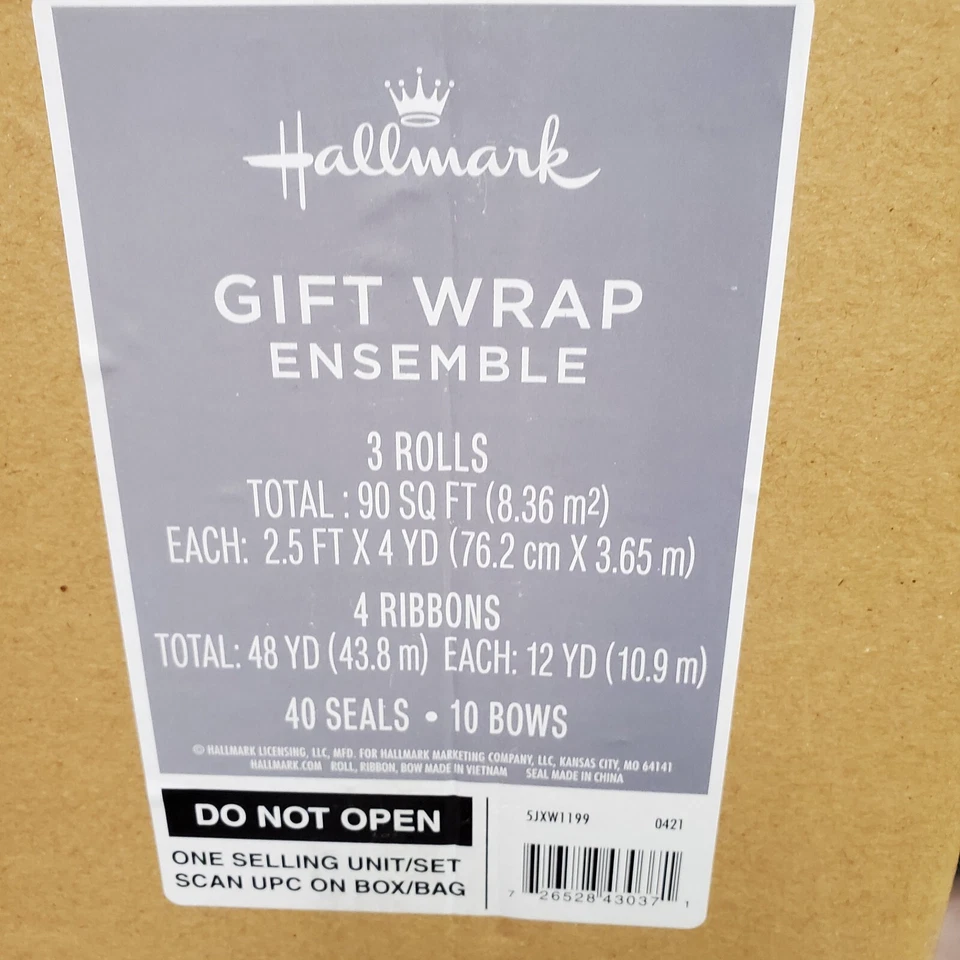 Hallmark
GIFT WRAP
ENSEMBLE
3 ROLLS
TOTAL : 90 SQ FT (8.36 m²)
EACH: 2.5 FT X 4 YD (76.2 cm X 3.65 m)
4 RIBBONS
TOTAL: 48 YD (43.8 m) EACH: 12 YD (10.9 m)
40 SEALS • 10 BOWS
© HALLMARK LICENSING, LLC, MFD. FOR HALLMARK MARKETING COMPANY, LLC, KANSAS CITY, MO 64141
HALLMARK.COM ROLL, RIBBON, BOW MADE IN VIETNAM SEAL MADE IN CHINA
DO NOT OPEN
ONE SELLING UNIT/SET
SCAN UPC ON BOX/BAG
5JXW1199 0421
7 26528 43037 1